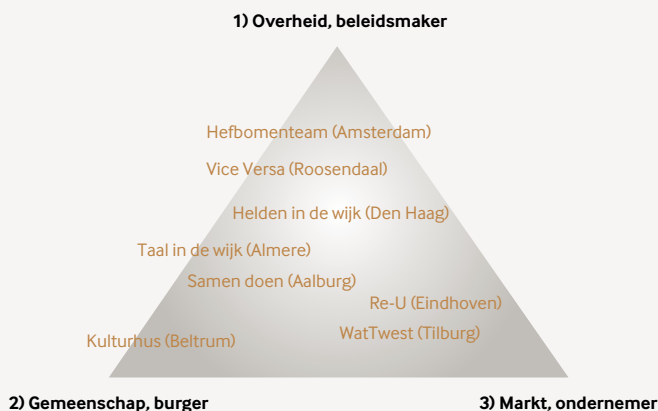 1) Overheid, beleidsmaker
Hefbomenteam (Amsterdam)
Vice Versa (Roosendaal)
Helden in de wijk (Den Haag)
Taal in de wijk (Almere)
Samen doen (Aalburg)
Re-U (Eindhoven)
WatTwest (Tilburg)
Kulturhus (Beltrum)
2) Gemeenschap, burger
3) Markt, ondernemer